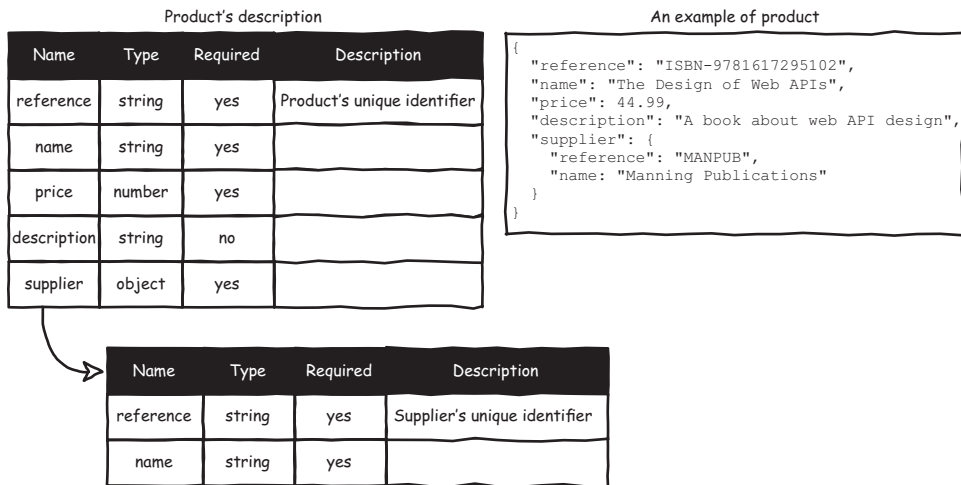 Product's description
Name Type Required Description
reference string yes Product's unique identifier
name string yes
price number yes
description string no
supplier object yes
Name Type Required Description
reference string yes Supplier's unique identifier
name string yes
An example of product
{
"reference": "ISBN-9781617295102",
"name": "The Design of Web APIs",
"price": 44.99,
"description": "A book about web API design",
"supplier": {
"reference": "MANPUB",
"name: "Manning Publications"
}
}